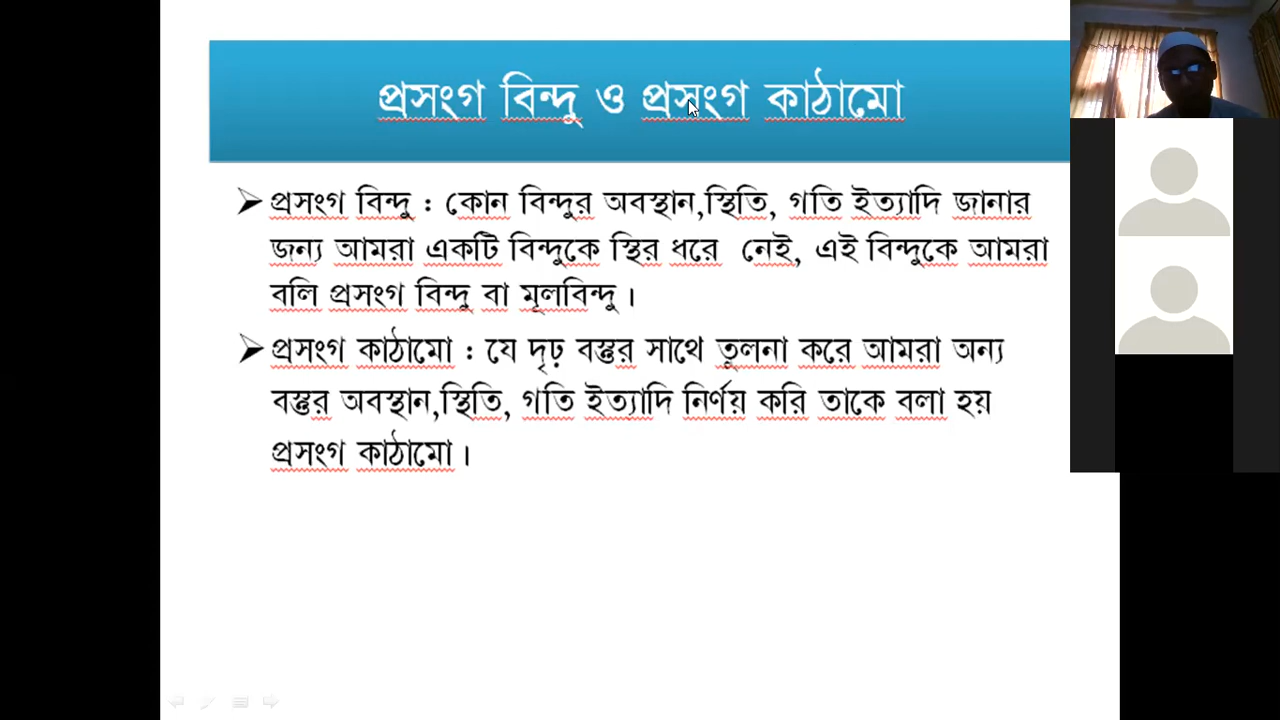 প্রসংগ বিন্দু ও প্রসংগ কাঠামো
প্রসংগ বিন্দু : কোন বিন্দুর অবস্থান,স্থিতি, গতি ইত্যাদি জানার
জন্য আমরা একটি বিন্দুকে স্থির ধরে নেই, এই বিন্দুকে আমরা
বলি প্রসংগ বিন্দু বা মূলবিন্দু।
প্রসংগ কাঠামো : যে দৃঢ় বস্তুর সাথে তুলনা করে আমরা অন্য
বস্তুর অবস্থান,স্থিতি, গতি ইত্যাদি নির্ণয় করি তাকে বলা হয়
প্রসংগ কাঠামো।